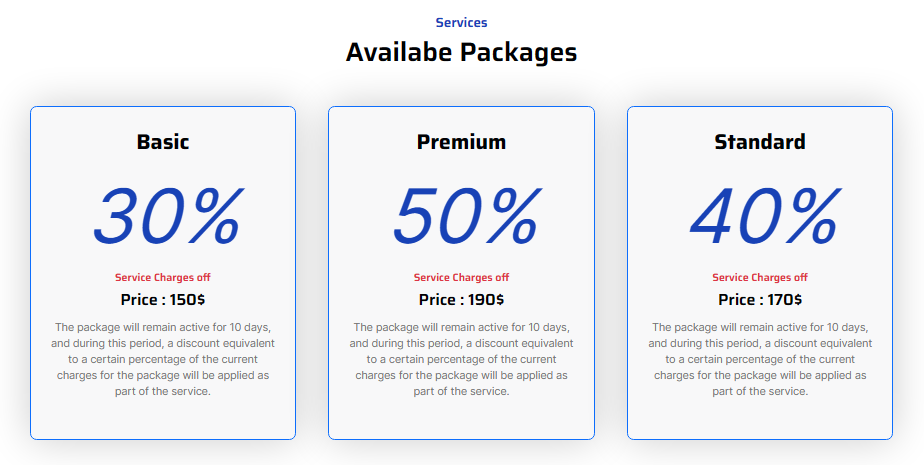 Services
Availabe Packages
Basic
30%
Service Charges off
Price : 150$
The package will remain active for 10 days,
and during this period, a discount equivalent
to a certain percentage of the current
charges for the package will be applied as
part of the service.
Premium
50%
Service Charges off
Price : 190$
The package will remain active for 10 days,
and during this period, a discount equivalent
to a certain percentage of the current
charges for the package will be applied as
part of the service.
Standard
40%
Service Charges off
Price : 170$
The package will remain active for 10 days,
and during this period, a discount equivalent
to a certain percentage of the current
charges for the package will be applied as
part of the service.